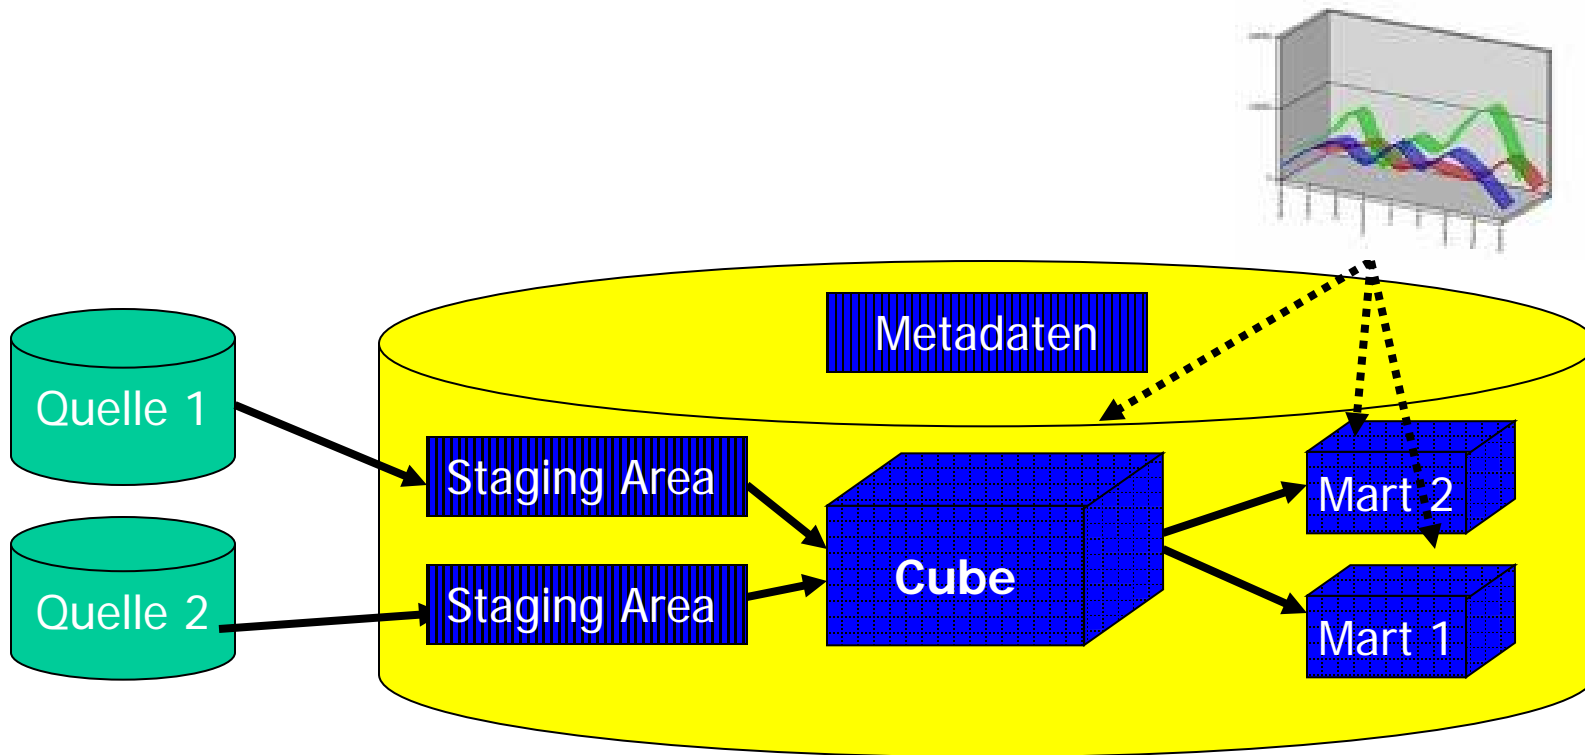 Metadaten
Quelle 1
Staging Area
Mart 2
Cube
Quelle 2
Staging Area
Mart 1